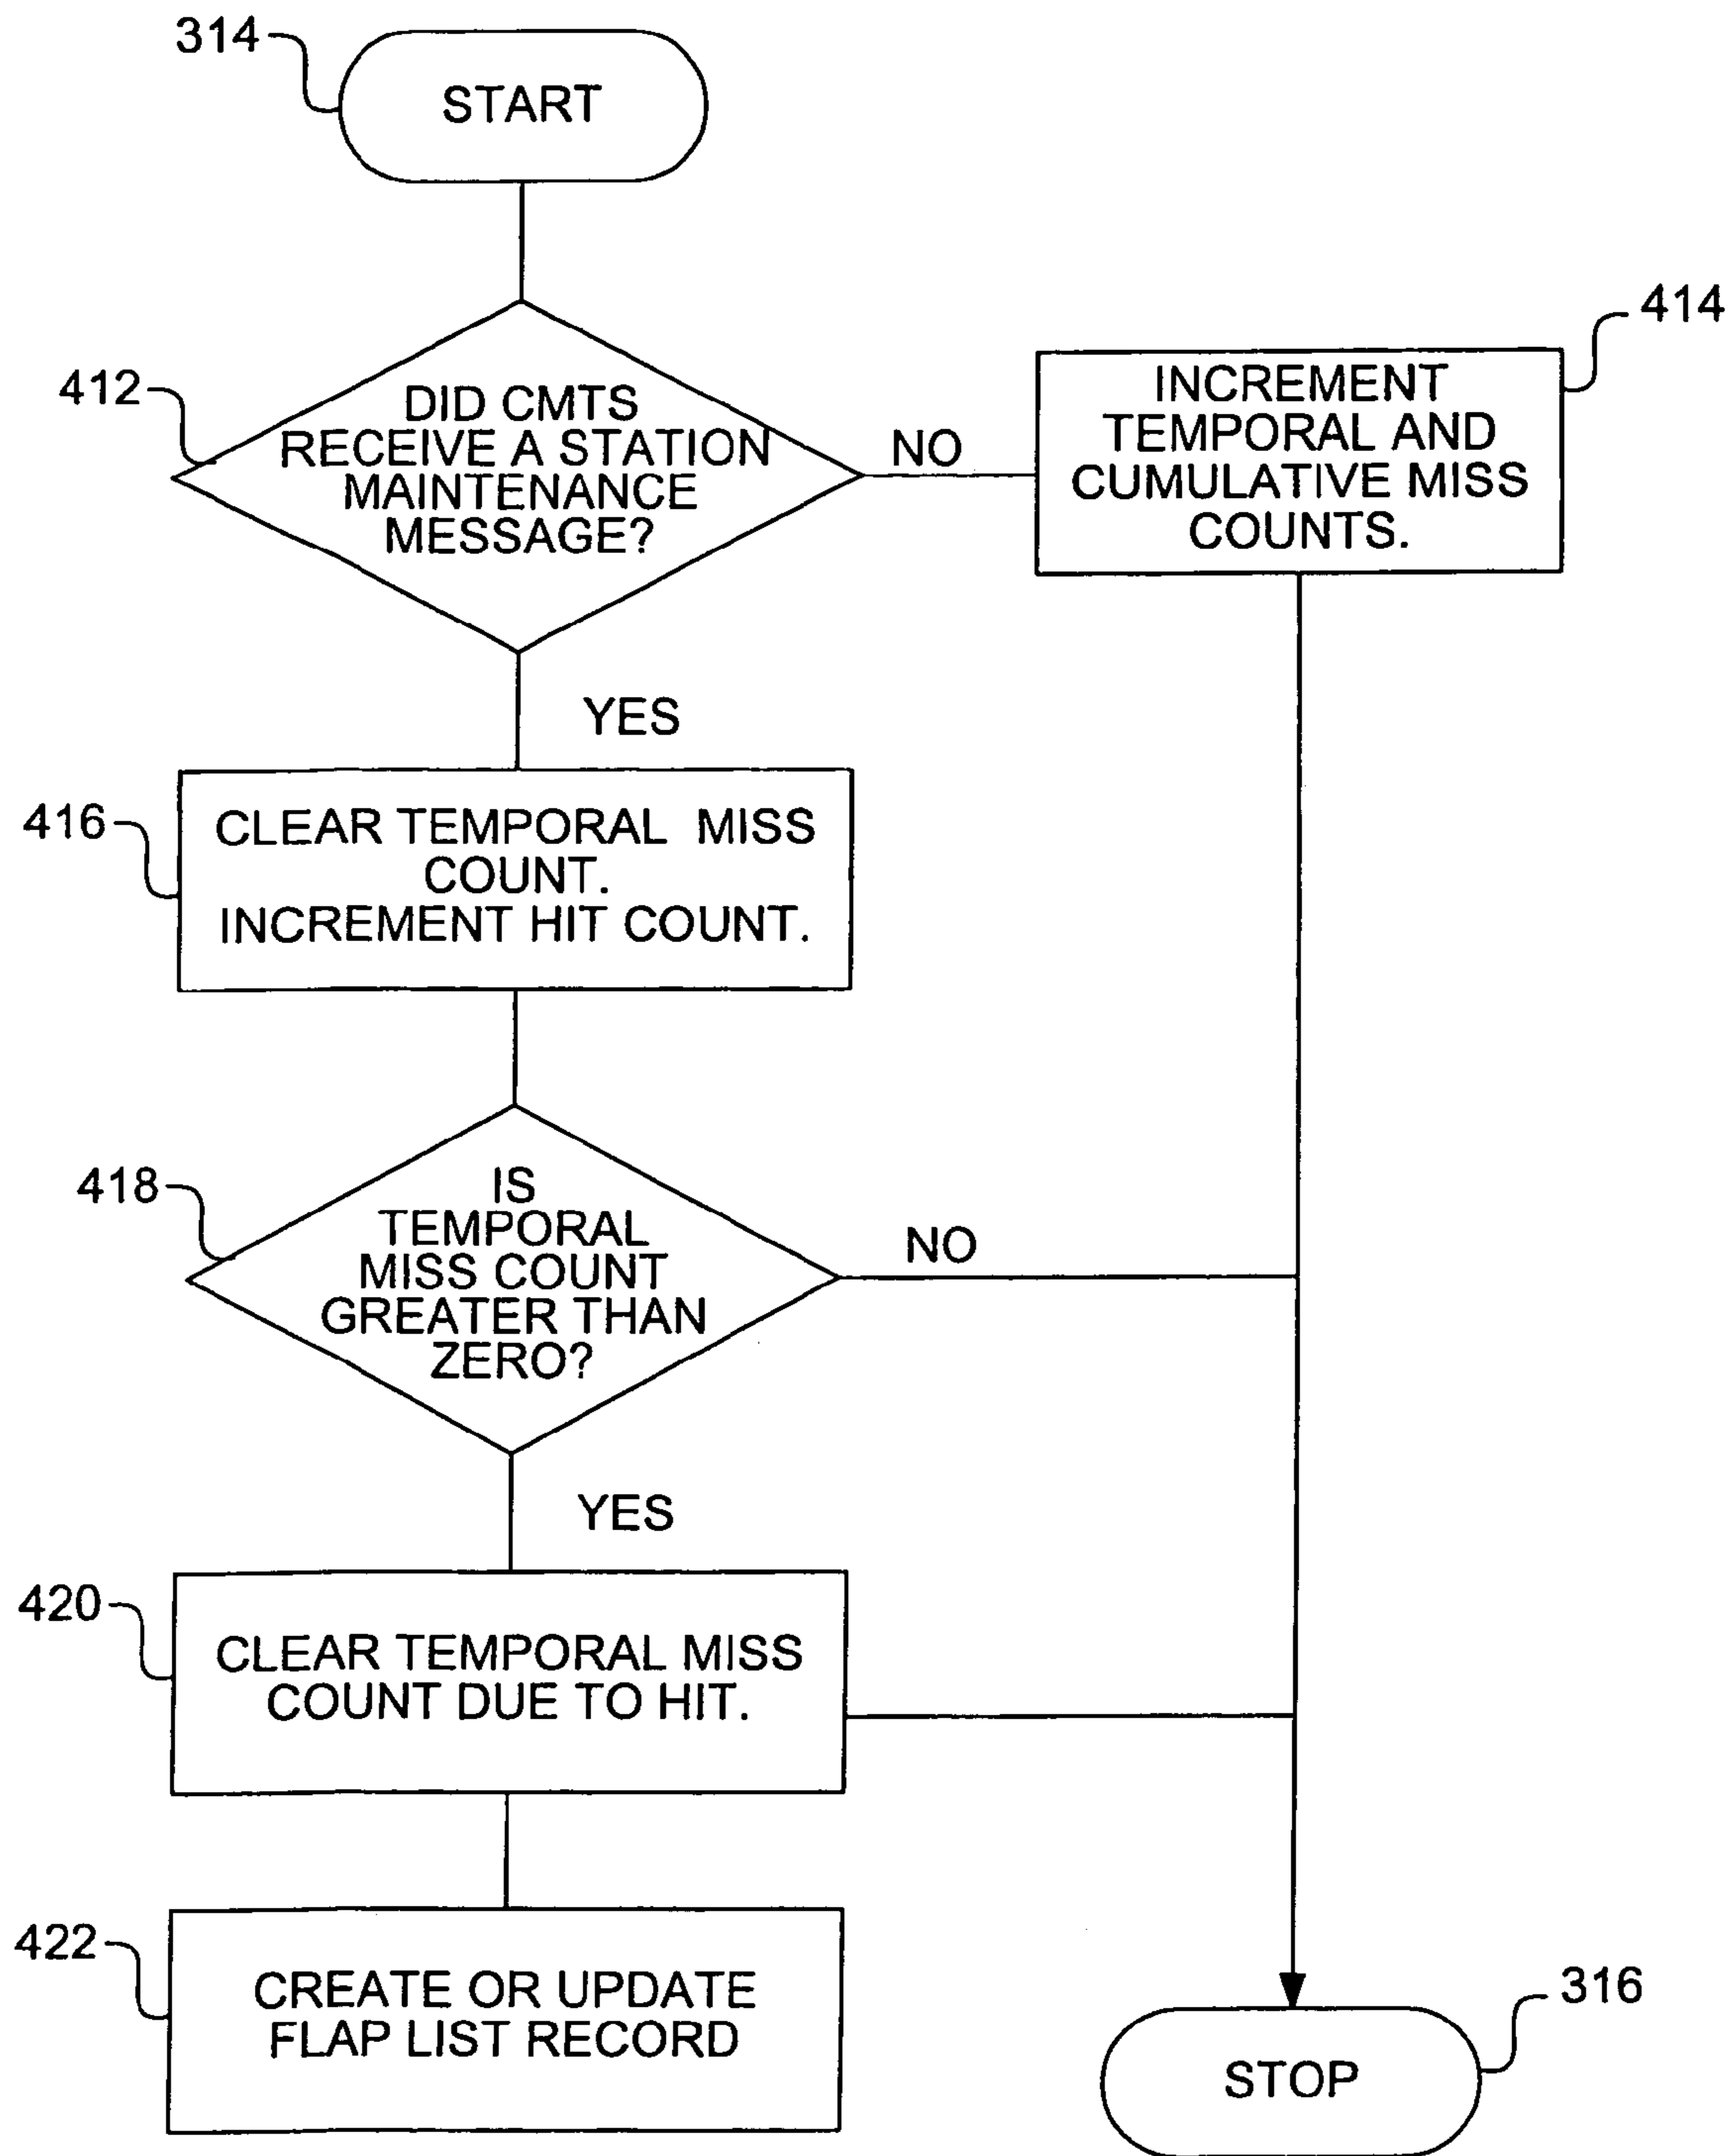 314
START
412
DID CMTS
RECEIVE A STATION
MAINTENANCE
MESSAGE?
NO
414
INCREMENT
TEMPORAL AND
CUMULATIVE MISS
COUNTS.
YES
416
CLEAR TEMPORAL MISS
COUNT.
INCREMENT HIT COUNT.
418
IS
TEMPORAL
MISS COUNT
GREATER THAN
ZERO?
NO
YES
420
CLEAR TEMPORAL MISS
COUNT DUE TO HIT.
422
CREATE OR UPDATE
FLAP LIST RECORD
316
STOP